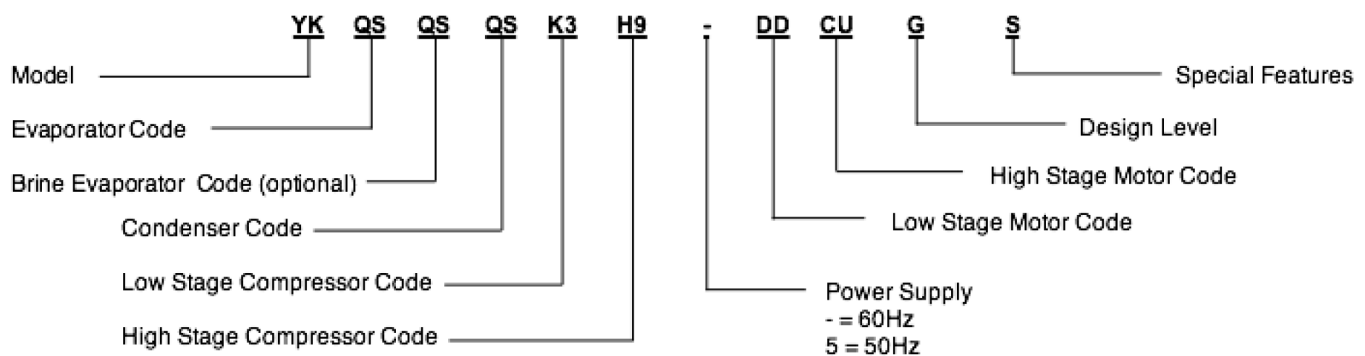 YK QS QS QS K3 H9 - DD CU G S
Model
Special Features
Evaporator Code
Design Level
Brine Evaporator Code (optional)
High Stage Motor Code
Condenser Code
Low Stage Motor Code
Low Stage Compressor Code
Power Supply
- = 60Hz
High Stage Compressor Code
5 = 50Hz